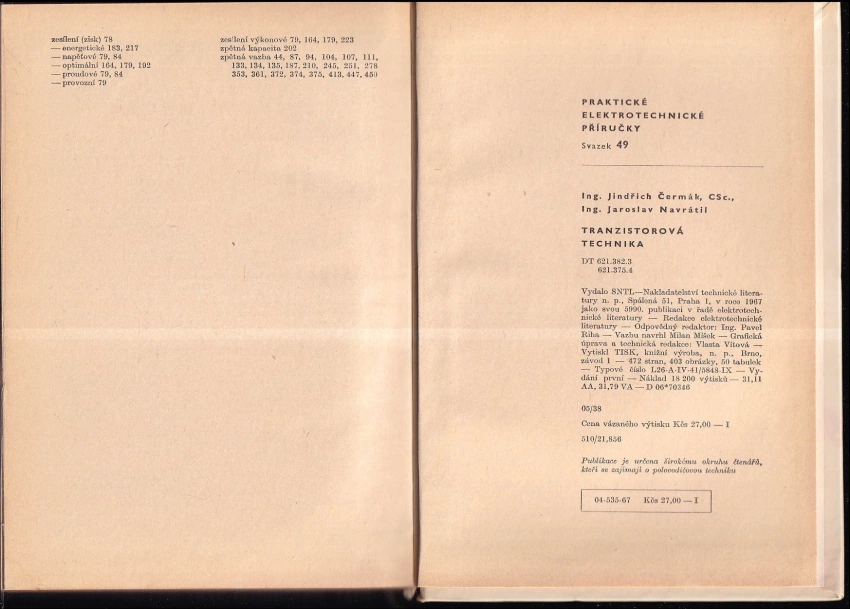 zesílení (zisk) 78
— energetické 183, 217
— napěťové 79, 84
— optimální 164, 179, 192
— proudové 79, 84
— provozní 79
zesílení výkonové 79, 164, 179, 223
zpětná kapacita 202
zpětná vazba 44, 87, 94, 104, 107, 111,
133, 134, 135, 187, 210, 245, 251, 278
353, 361, 372, 374, 375, 413, 447, 450
PRAKTICKÉ
ELEKTROTECHNICKÉ
PŘÍRUČKY
Svazek 49
Ing. Jindřich Čermák, CSc.,
Ing. Jaroslav Navrátil
TRANZISTOROVÁ
TECHNIKA
DT 621.382.3
621.375.4
Vydalo SNTL—Nakladatelství technické litera-
tury n. p., Spálená 51, Praha 1, v roce 1967
jako svou 5990. publikaci v řadě elektrotech-
nické literatury — Redakce elektrotechnické
literatury — Odpovědný redaktor: Ing. Pavel
Říha — Vazbu navrhl Milan Míšek — Grafická
úprava a technická redakce: Vlasta Vítová —
Vytiskl TISK, knižní výroba, n. p., Brno,
závod 1 — 472 stran, 403 obrázky, 50 tabulek
— Typové číslo L26-A-IV-41/5848-IX — Vy-
dání první — Náklad 18 200 výtisků — 31,11
AA, 31,79 VA — D 06*70346
05/38
Cena vázaného výtisku Kčs 27,00 — I
510/21,856
Publikace je určena širokému okruhu čtenářů,
kteří se zajímají o polovodičovou techniku
04-535-67 Kčs 27,00 — I